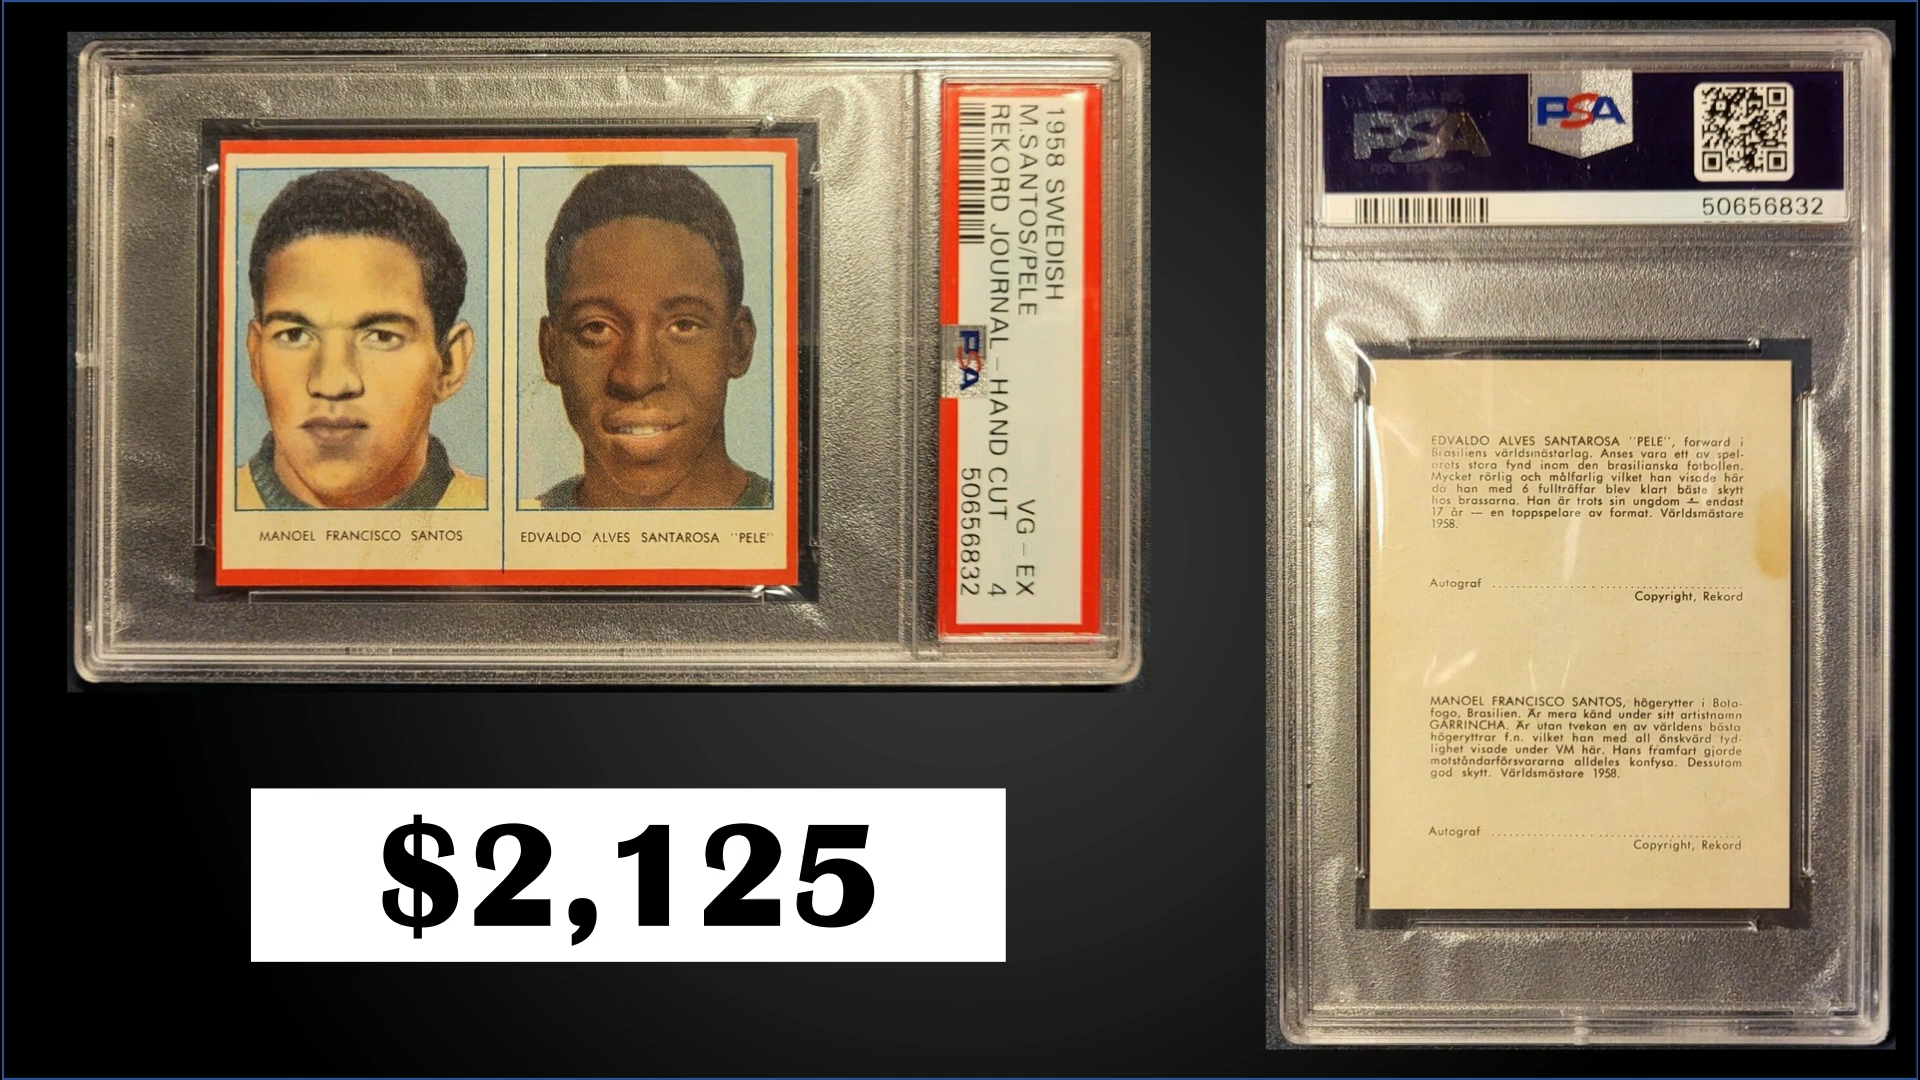 MANOEL FRANCISCO SANTOS
EDVALDO ALVES SANTAROSA "PELE"
1958 SWEDISH
M.SANTOS/PELE VG-EX
REKORD JOURNAL-HAND CUT 4
PSA 50656832
$2,125
PSA
PSA
50656832
EDVALDO ALVES SANTAROSA "PELE", forward i
Brasiliens världsmästarlag. Anses vara ett av spel-
arets stora fynd inom den brasilianska fotbollen.
Mycket rörlig och målfarlig vilket han visade här
då han med 6 fullträffar blev klart bäste skytt
hos brassarna. Han är trots sin ungdom — endast
17 år — en toppspelare av format. Världsmästare
1958.
Autograf
Copyright, Rekord
MANOEL FRANCISCO SANTOS, högerytter i Bota-
fogo, Brasilien. Är mera känd under sitt artistnamn
GARRINCHA. Är utan tvekan en av världens bästa
högeryttrar f.n. vilket han med all önskvärd tyd-
lighet visade under VM här. Hans framfart gjorde
motståndarförsvararna alldeles konfysa. Dessutom
god skytt. Världsmästare 1958.
Autograf
Copyright, Rekord